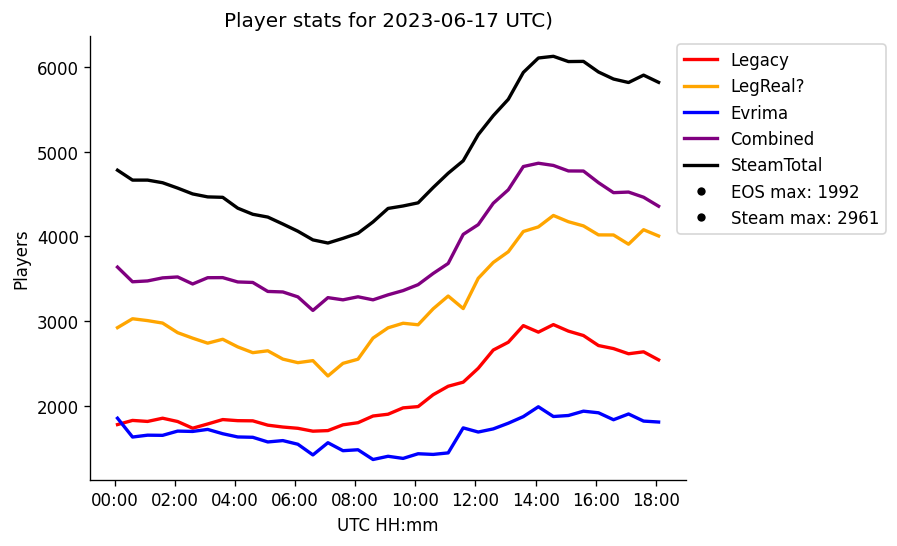 Player stats for 2023-06-17 UTC)
Legacy
LegReal?
Evrima
Combined
SteamTotal
EOS max: 1992
Steam max: 2961
6000
5000
4000
3000
2000
Players
00:00 02:00 04:00 06:00 08:00 10:00 12:00 14:00 16:00 18:00
UTC HH:mm